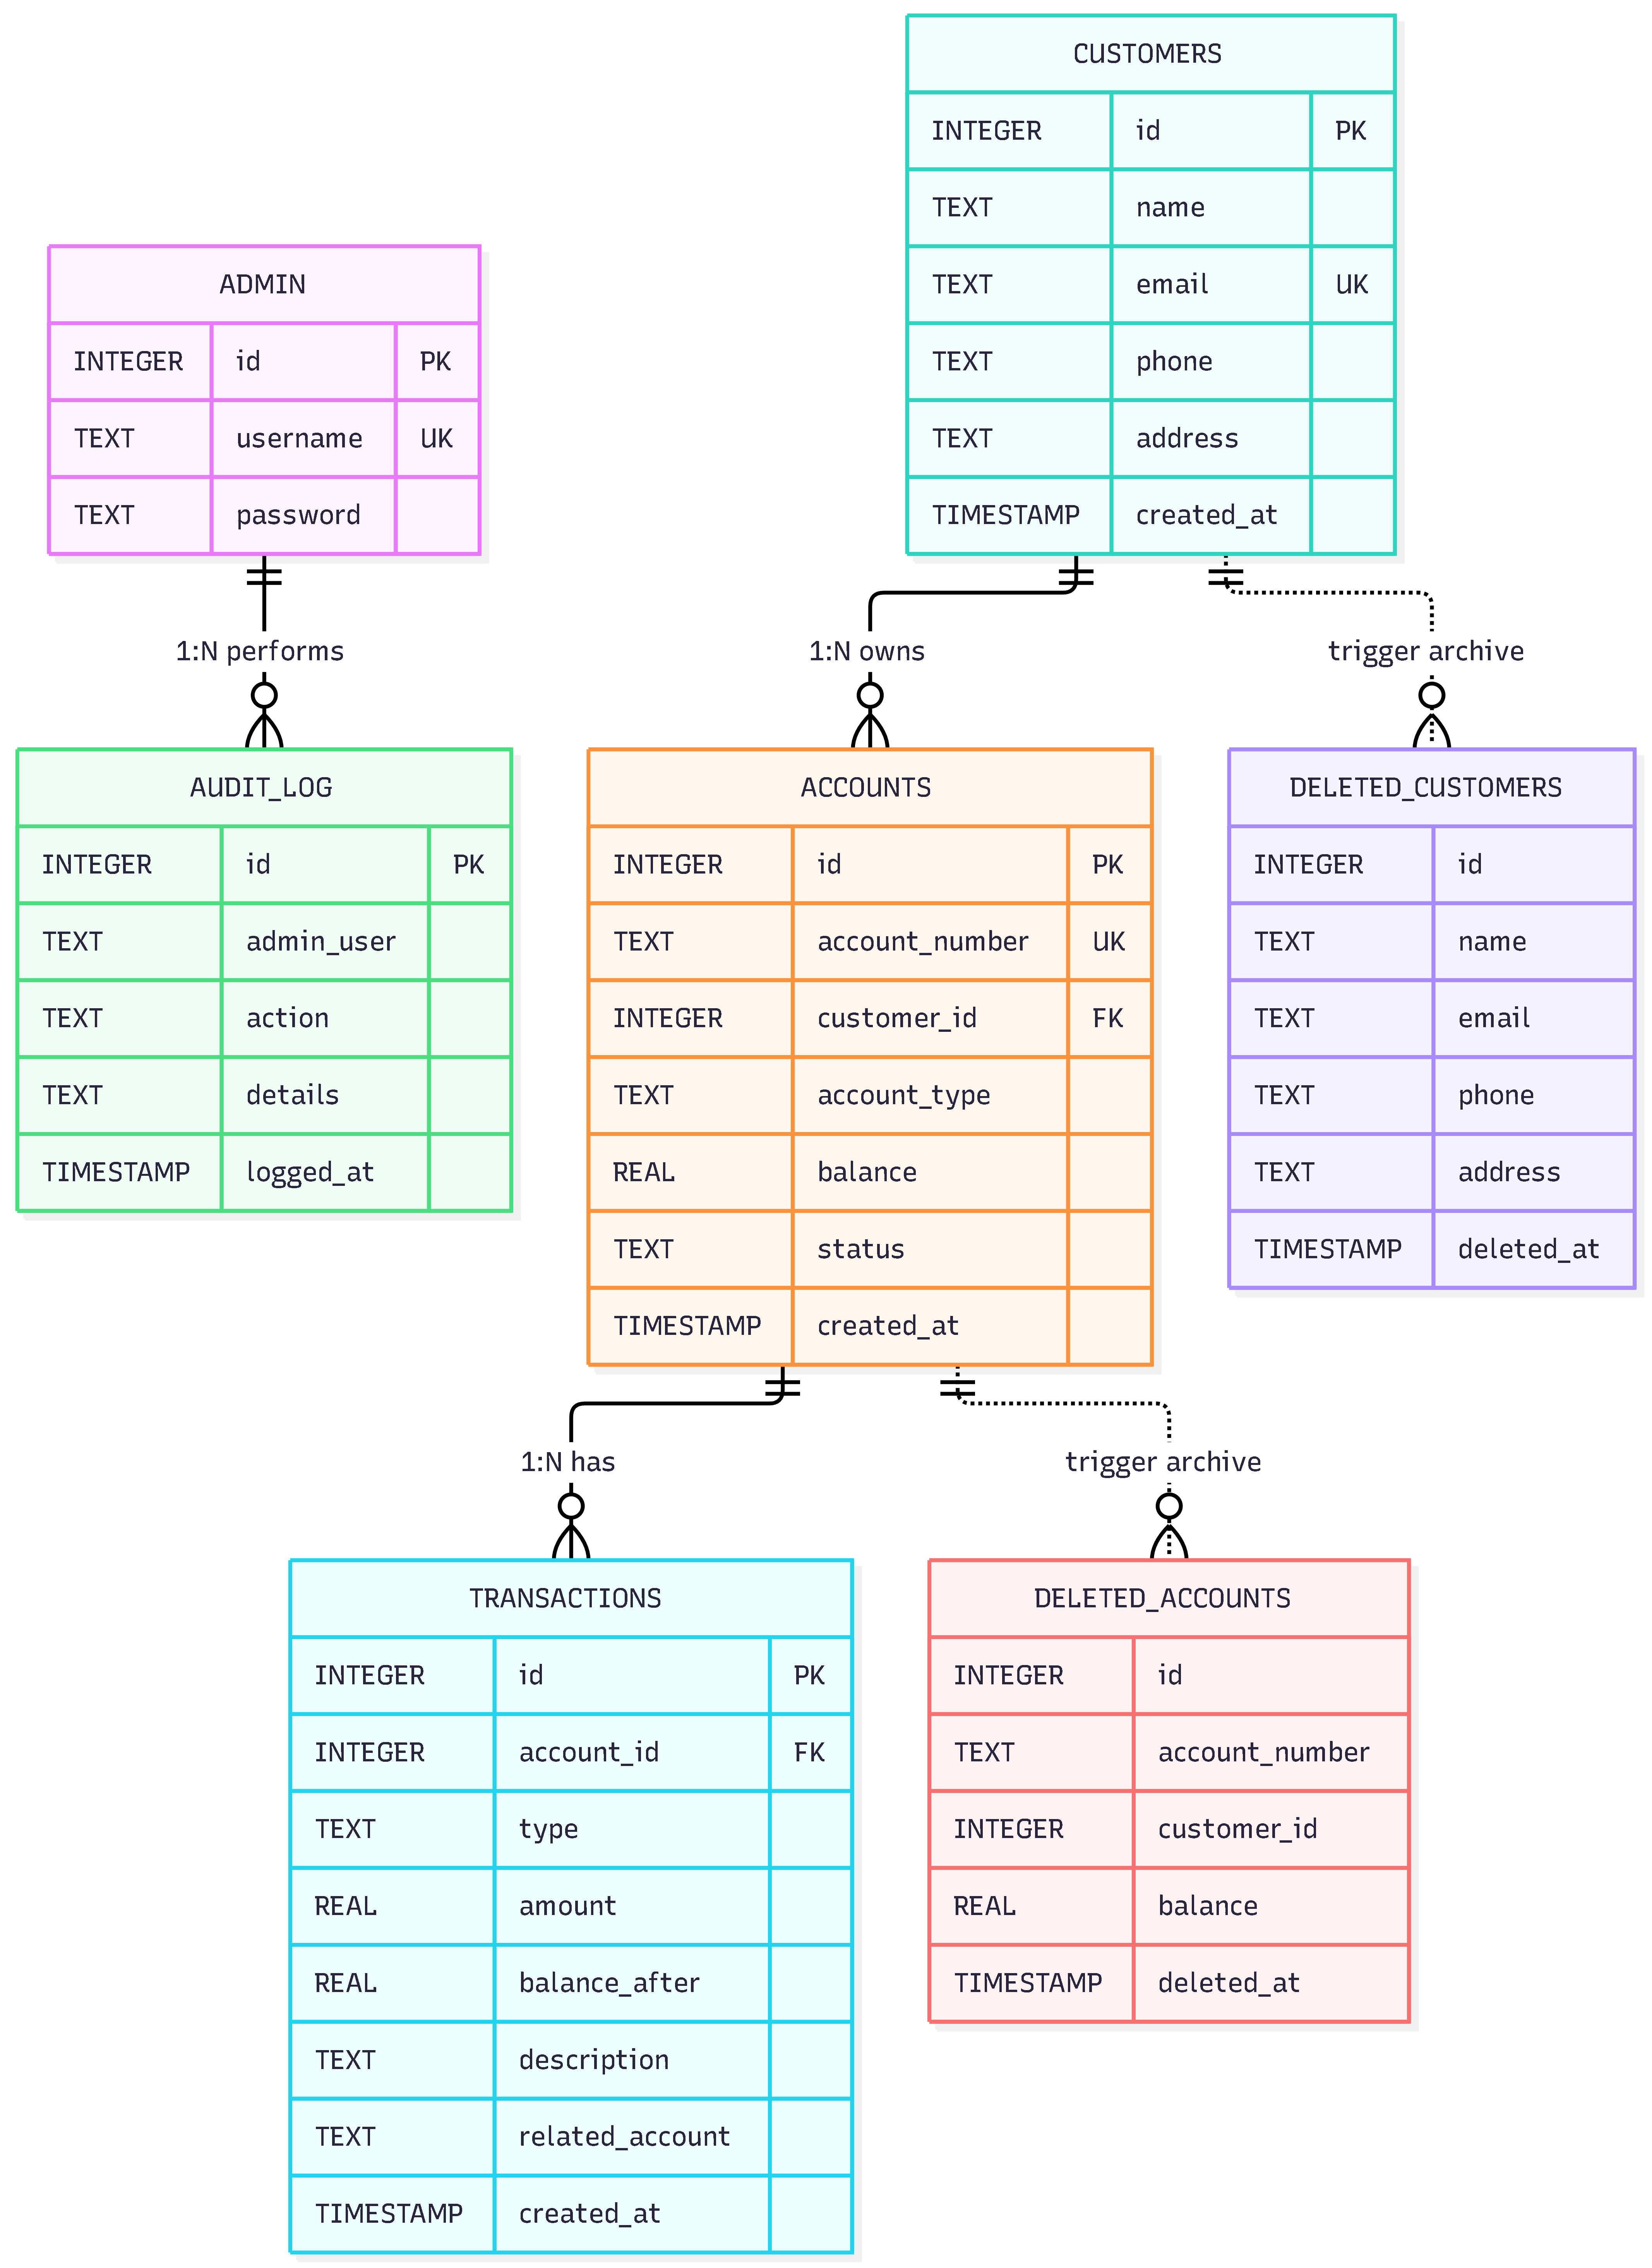 CUSTOMERS
INTEGER id PK
TEXT name
TEXT email UK
TEXT phone
TEXT address
TIMESTAMP created_at
ADMIN
INTEGER id PK
TEXT username UK
TEXT password
1:N performs
1:N owns
trigger archive
AUDIT_LOG
INTEGER id PK
TEXT admin_user
TEXT action
TEXT details
TIMESTAMP logged_at
ACCOUNTS
INTEGER id PK
TEXT account_number UK
INTEGER customer_id FK
TEXT account_type
REAL balance
TEXT status
TIMESTAMP created_at
DELETED_CUSTOMERS
INTEGER id
TEXT name
TEXT email
TEXT phone
TEXT address
TIMESTAMP deleted_at
1:N has
trigger archive
TRANSACTIONS
INTEGER id PK
INTEGER account_id FK
TEXT type
REAL amount
REAL balance_after
TEXT description
TEXT related_account
TIMESTAMP created_at
DELETED_ACCOUNTS
INTEGER id
TEXT account_number
INTEGER customer_id
REAL balance
TIMESTAMP deleted_at